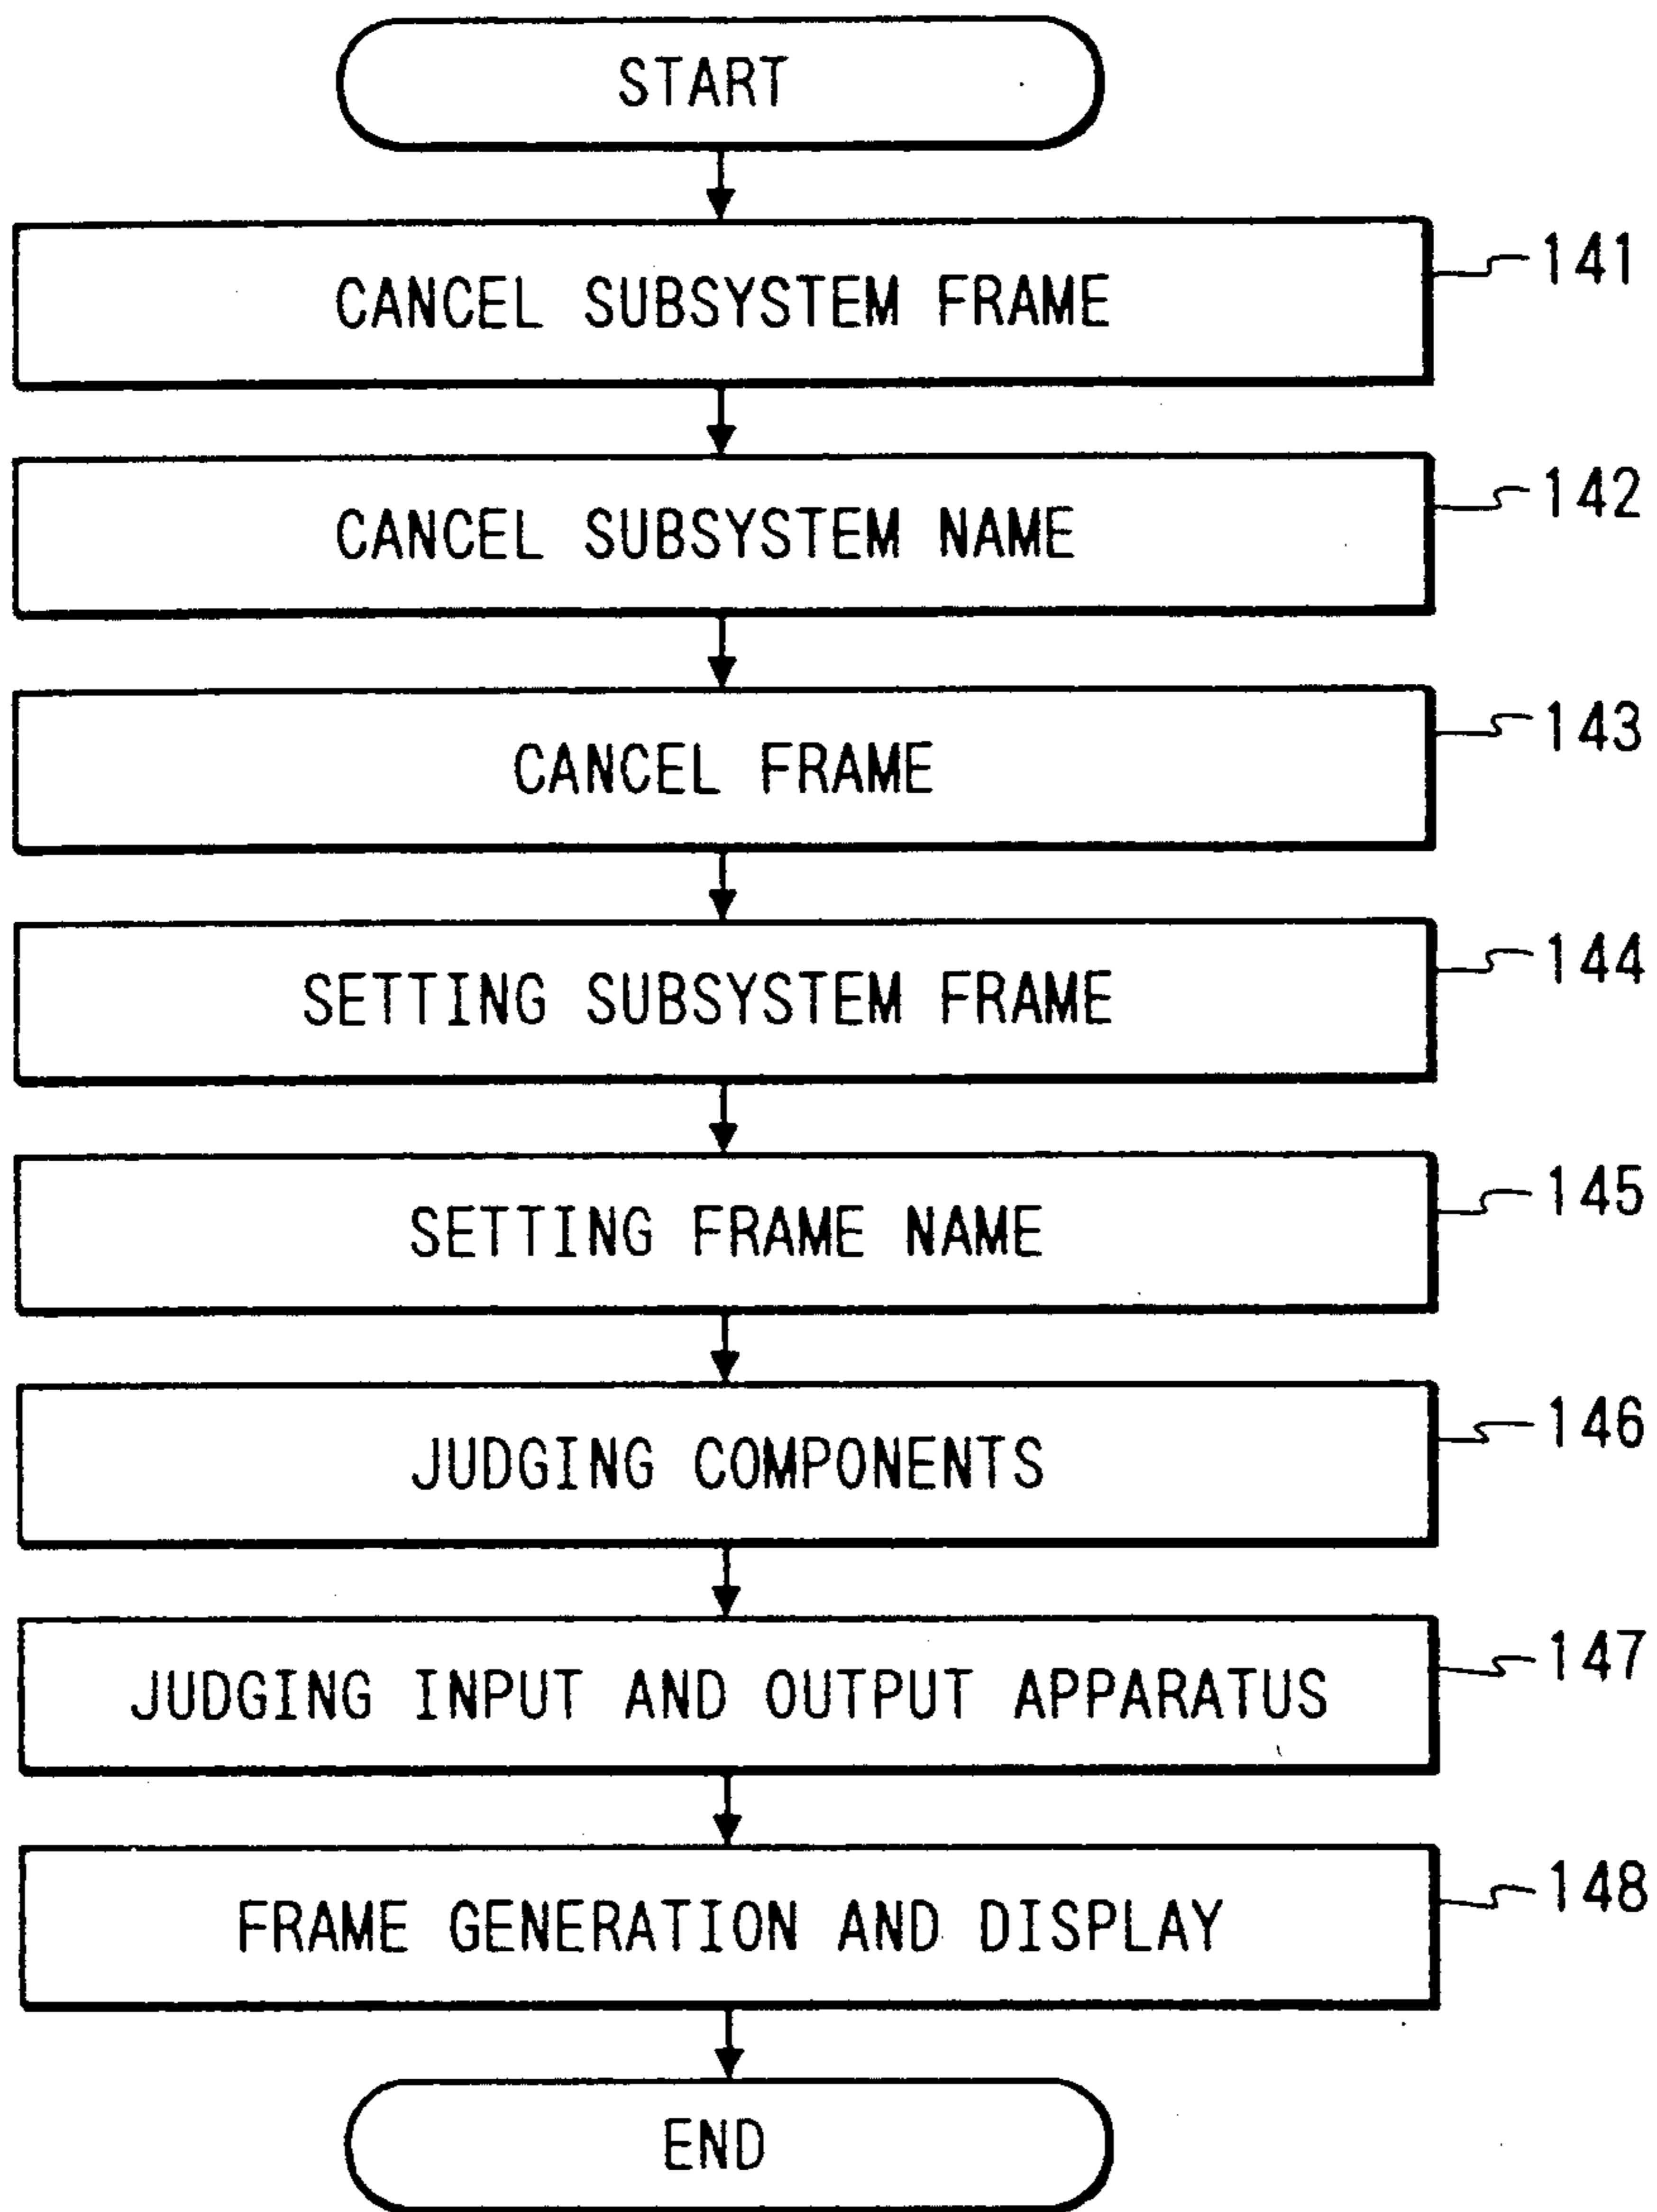 START
CANCEL SUBSYSTEM FRAME
141
CANCEL SUBSYSTEM NAME
142
CANCEL FRAME
143
SETTING SUBSYSTEM FRAME
144
SETTING FRAME NAME
145
JUDGING COMPONENTS
146
JUDGING INPUT AND OUTPUT APPARATUS
147
FRAME GENERATION AND DISPLAY
148
END